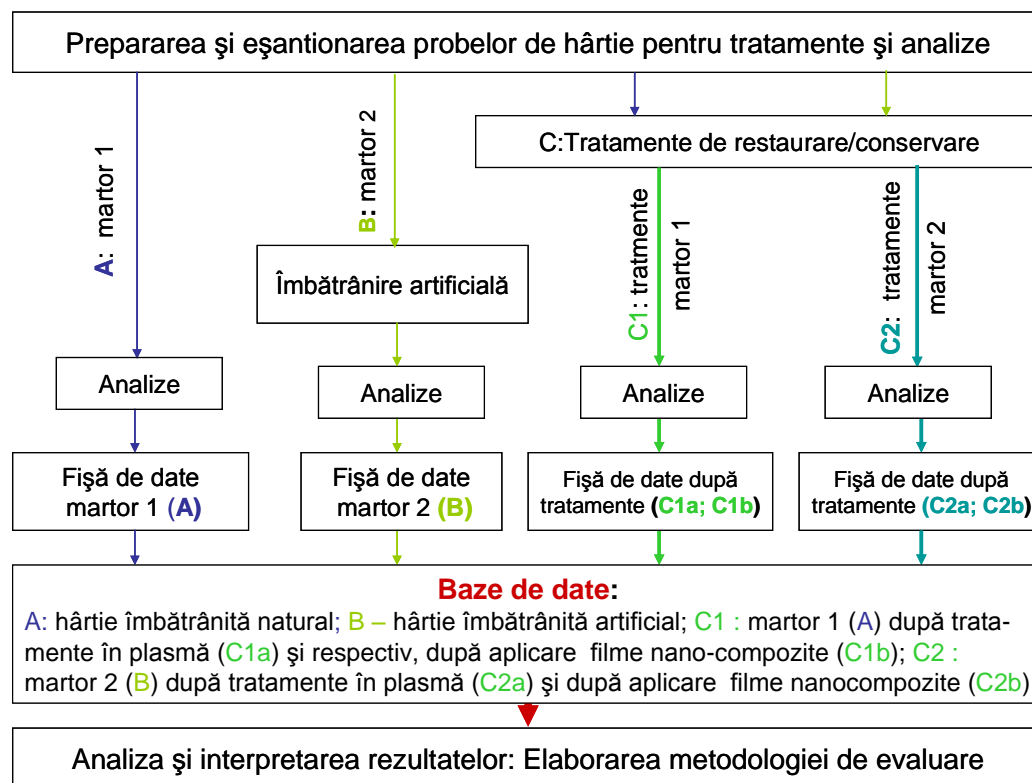 Prepararea şi eşantionarea probelor de hârtie pentru tratamente şi analize
A: martor 1
B: martor 2
C:Tratamente de restaurare/conservare
Îmbătrânire artificială
C1: tratmente
martor 1
C2: tratamente
martor 2
Analize
Analize
Analize
Analize
Fişă de date
martor 1 (A)
Fişă de date
martor 2 (B)
Fişă de date după
tratamente (C1a; C1b)
Fişă de date după
tratamente (C2a; C2b)
Baze de date:
A: hârtie îmbătrânită natural; B – hârtie îmbătrânită artificial; C1 : martor 1 (A) după trata-
mente în plasmă (C1a) şi respectiv, după aplicare filme nano-compozite (C1b); C2 :
martor 2 (B) după tratamente în plasmă (C2a) şi după aplicare filme nanocompozite (C2b)
Analiza şi interpretarea rezultatelor: Elaborarea metodologiei de evaluare